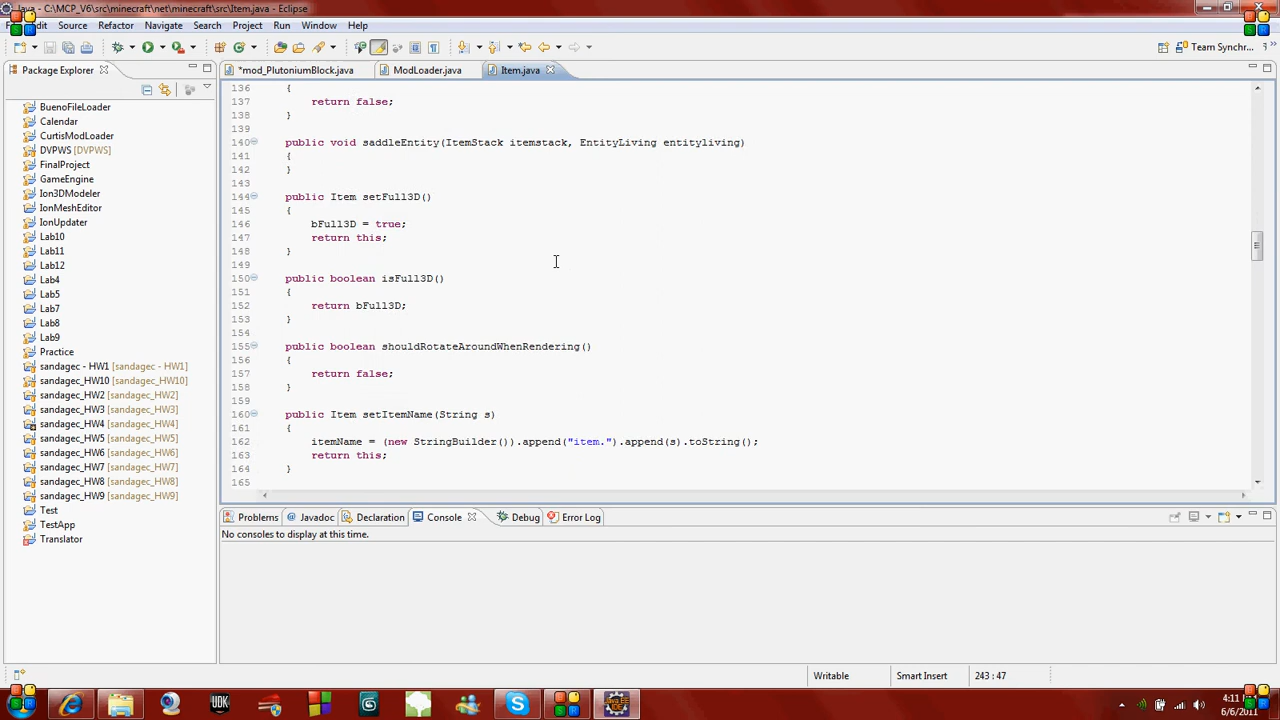 Java - C:\MCP_V6\src\minecraft\net\minecraft\src\Item.java - Eclipse
Edit Source Refactor Navigate Search Project Run Window Help
Team Synchr...
Package Explorer
*mod_PlutoniumBlock.java ModLoader.java Item.java
BuenoFileLoader
Calendar
CurtisModLoader
DVPWS [DVPWS]
FinalProject
GameEngine
Ion3DModeler
IonMeshEditor
IonUpdater
Lab10
Lab11
Lab12
Lab4
Lab5
Lab7
Lab8
Lab9
Practice
sandagec - HW1 [sandagec - HW1]
sandagec_HW10 [sandagec_HW10]
sandagec_HW2 [sandagec_HW2]
sandagec_HW3 [sandagec_HW3]
sandagec_HW4 [sandagec_HW4]
sandagec_HW5 [sandagec_HW5]
sandagec_HW6 [sandagec_HW6]
sandagec_HW7 [sandagec_HW7]
sandagec_HW8 [sandagec_HW8]
sandagec_HW9 [sandagec_HW9]
Test
TestApp
Translator
136 {
137 return false;
138 }
139
140 public void saddleEntity(ItemStack itemstack, EntityLiving entityliving)
141 {
142 }
143
144 public Item setFull3D()
145 {
146 bFull3D = true;
147 return this;
148 }
149
150 public boolean isFull3D()
151 {
152 return bFull3D;
153 }
154
155 public boolean shouldRotateAroundWhenRendering()
156 {
157 return false;
158 }
159
160 public Item setItemName(String s)
161 {
162 itemName = (new StringBuilder()).append("item.").append(s).toString();
163 return this;
164 }
165
Problems Javadoc Declaration Console Debug Error Log
No consoles to display at this time.
Writable Smart Insert 243 : 47
UDK
4:11 PM
6/6/2011